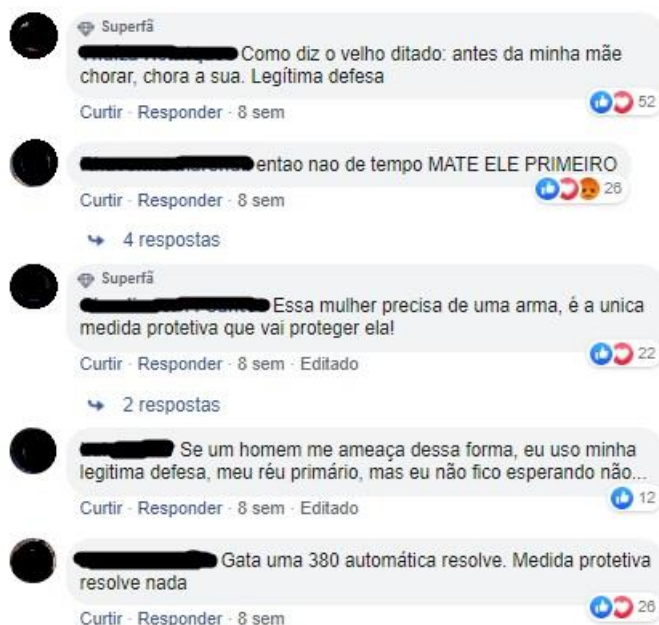 Superfã
Como diz o velho ditado: antes da minha mãe
chorar, chora a sua. Legítima defesa
52
Curtir · Responder · 8 sem
entao nao de tempo MATE ELE PRIMEIRO
26
Curtir · Responder · 8 sem
4 respostas
Superfã
Essa mulher precisa de uma arma, é a unica
medida protetiva que vai proteger ela!
22
Curtir · Responder · 8 sem · Editado
2 respostas
Se um homem me ameaça dessa forma, eu uso minha
legitima defesa, meu réu primário, mas eu não fico esperando não...
12
Curtir · Responder · 8 sem · Editado
Gata uma 380 automática resolve. Medida protetiva
resolve nada
26
Curtir · Responder · 8 sem